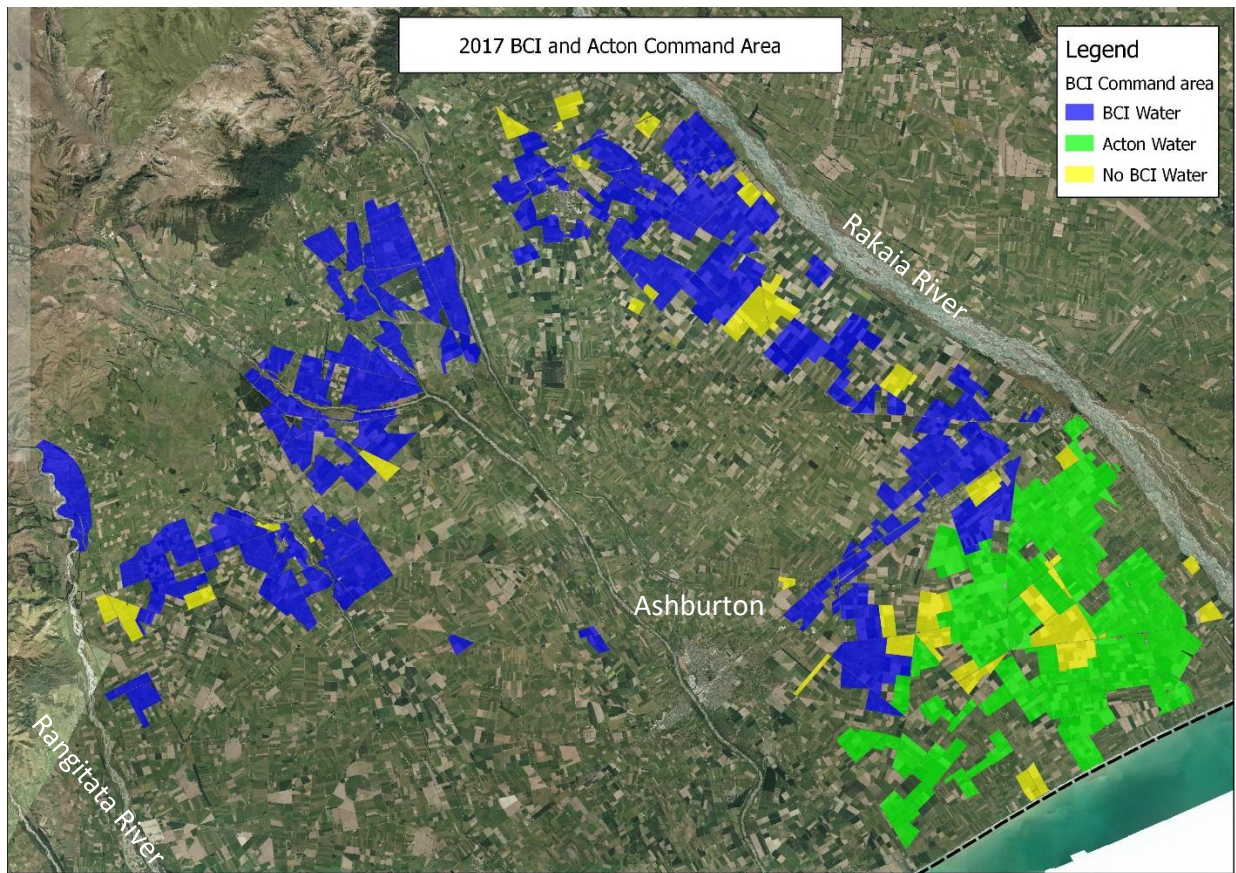 2017 BCI and Acton Command Area
Legend
BCI Command area
BCI Water
Acton Water
No BCI Water
Rakaia River
Ashburton
Rangitata River